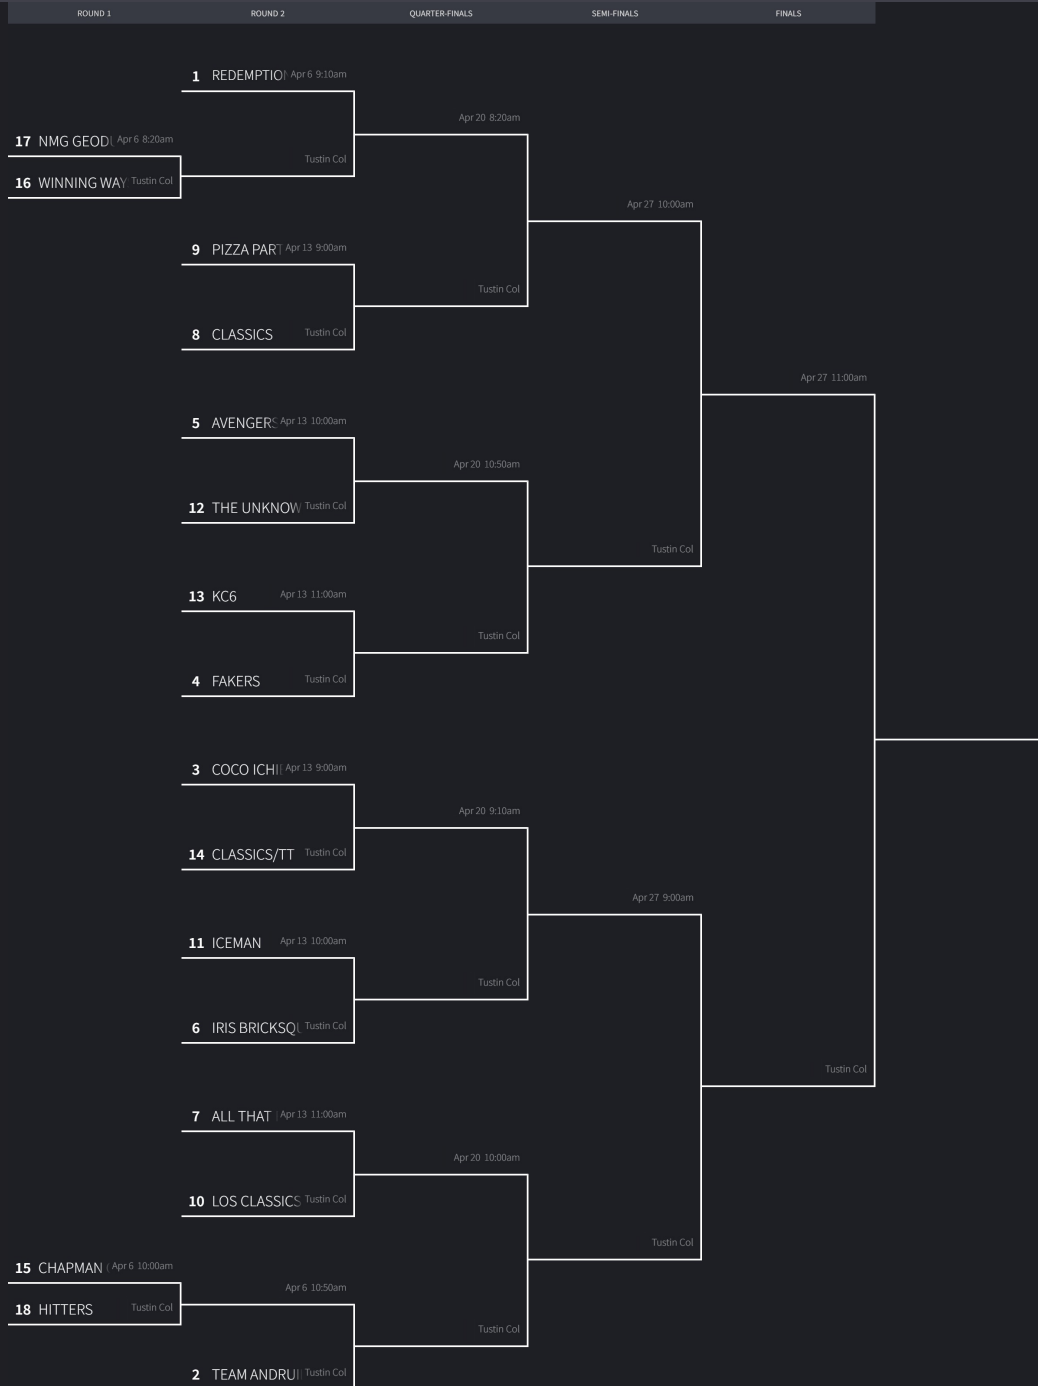 ROUND 1 ROUND 2 QUARTER-FINALS SEMI-FINALS FINALS
1 REDEMPTION Apr 6 9:10am
Apr 20 8:20am
17 NMG GEOD Apr 6 8:20am
Tustin Col
16 WINNING WAY Tustin Col
Apr 27 10:00am
9 PIZZA PAR Apr 13 9:00am
Tustin Col
8 CLASSICS Tustin Col
Apr 27 11:00am
5 AVENGERS Apr 13 10:00am
Apr 20 10:50am
12 THE UNKNOW Tustin Col
Tustin Col
13 KC6 Apr 13 11:00am
Tustin Col
4 FAKERS Tustin Col
3 COCO ICHI Apr 13 9:00am
Apr 20 9:10am
14 CLASSICS/TT Tustin Col
Apr 27 9:00am
11 ICEMAN Apr 13 10:00am
Tustin Col
6 IRIS BRICKSQ Tustin Col
Tustin Col
7 ALL THAT Apr 13 11:00am
Apr 20 10:00am
10 LOS CLASSICS Tustin Col
Tustin Col
15 CHAPMAN Apr 6 10:00am
Apr 6 10:50am
18 HITTERS Tustin Col
Tustin Col
2 TEAM ANDRU Tustin Col